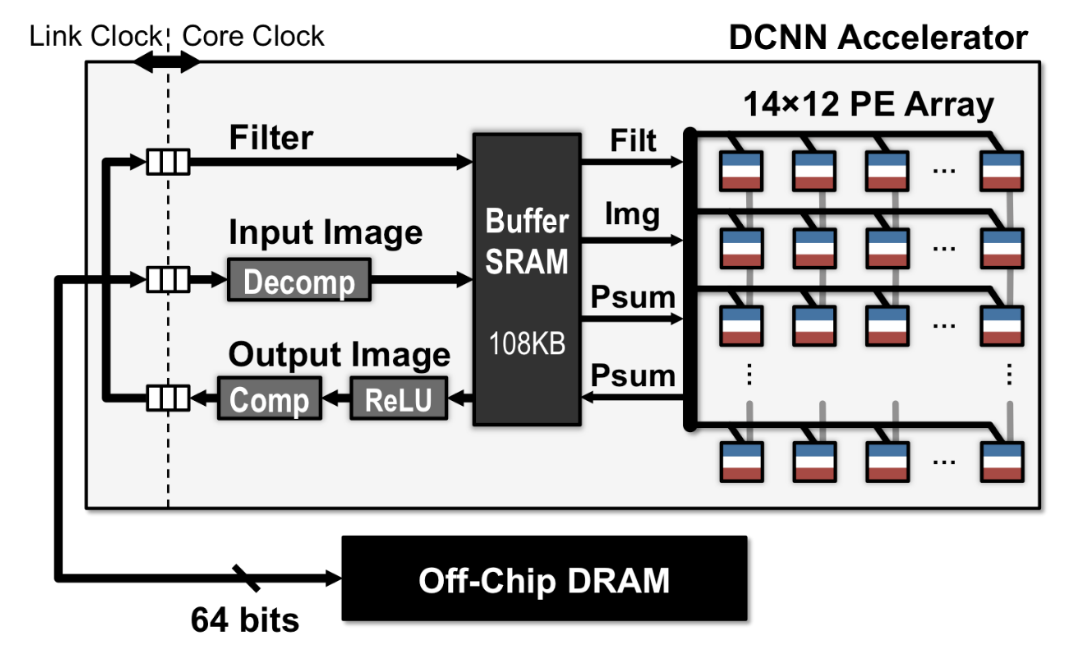 Link Clock
Core Clock
DCNN Accelerator
14×12 PE Array
Filter
Input Image
Decomp
Output Image
Comp
ReLU
Buffer
SRAM
108KB
Filt
Img
Psum
Psum
...
...
...
...
...
...
Off-Chip DRAM
64 bits